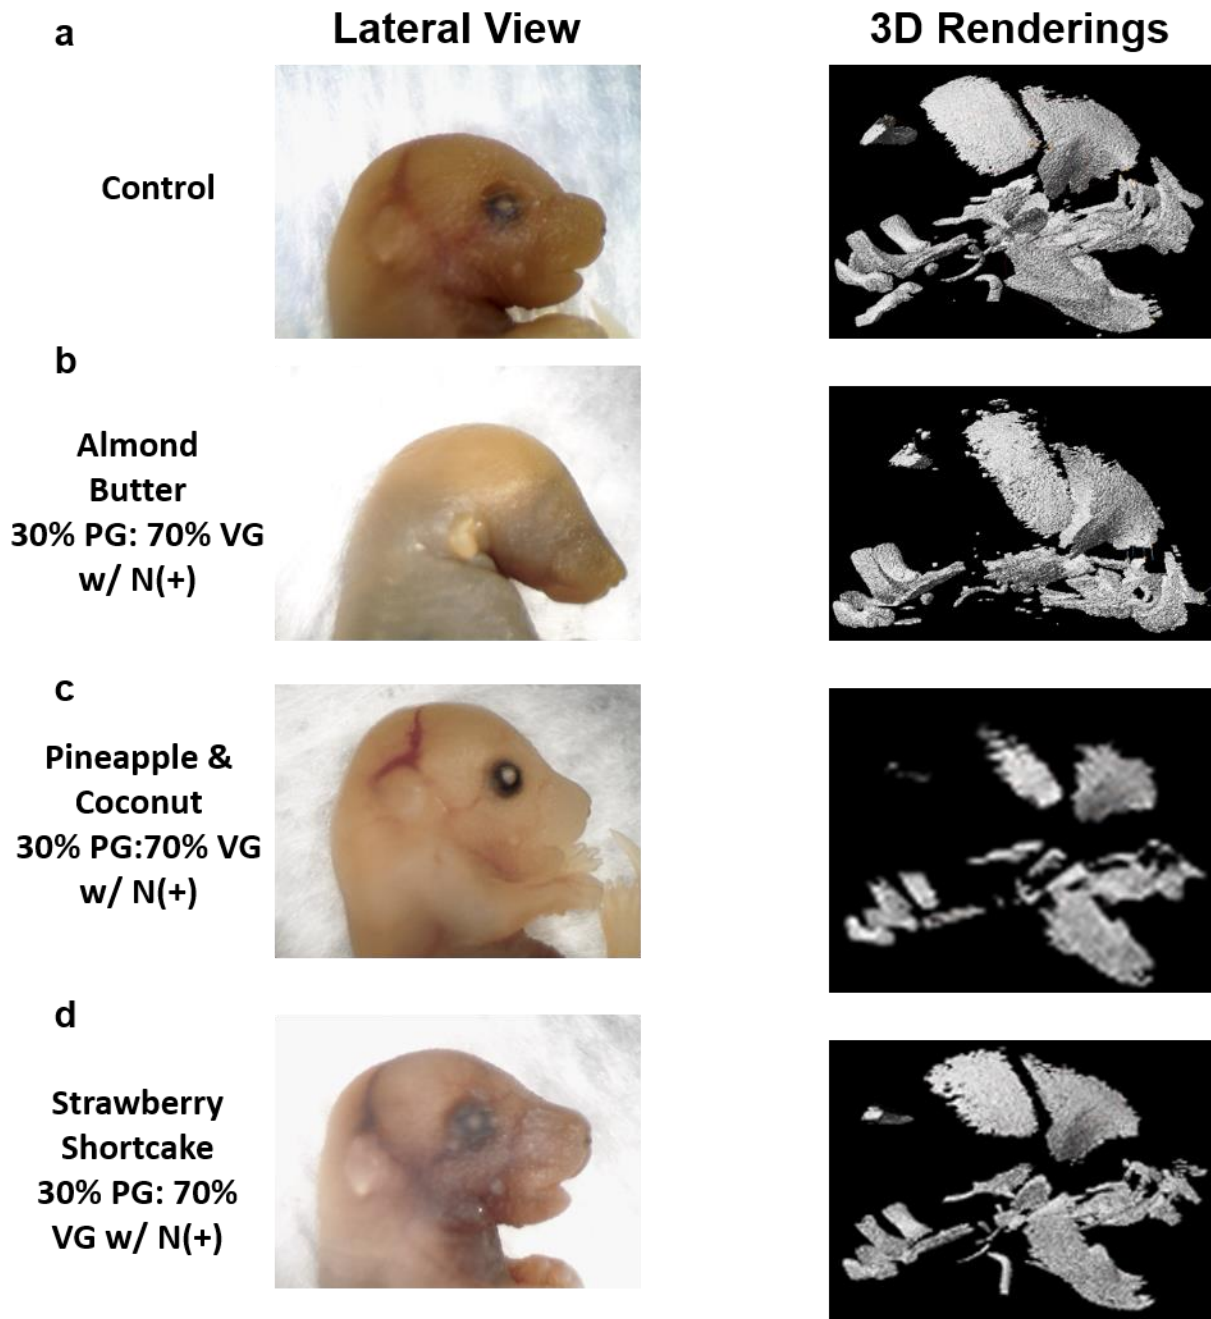 a
Lateral View
3D Renderings
Control
b
Almond
Butter
30% PG: 70% VG
w/ N(+)
c
Pineapple &
Coconut
30% PG:70% VG
w/ N(+)
d
Strawberry
Shortcake
30% PG: 70%
VG w/ N(+)